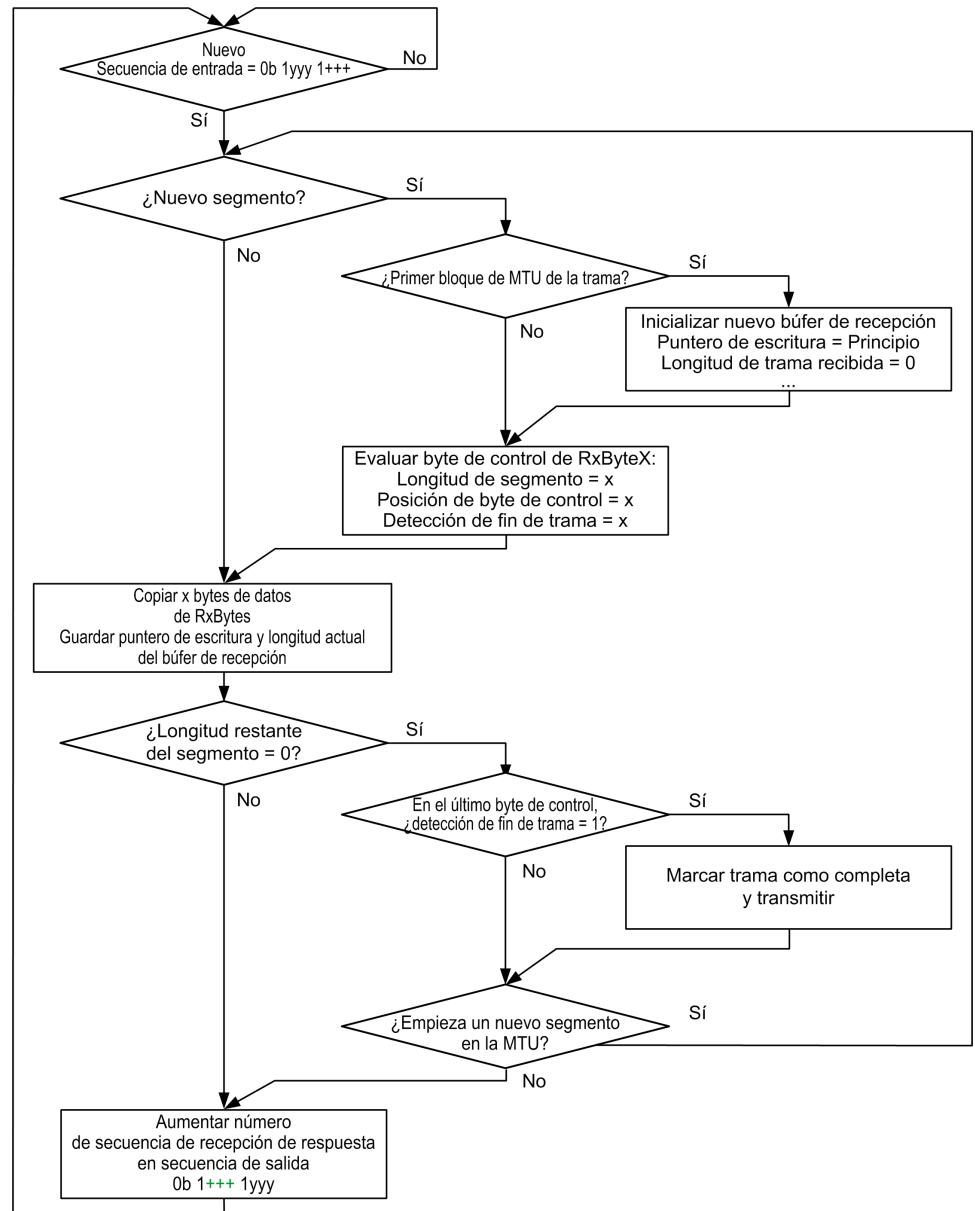 Nuevo
Secuencia de entrada = 0b 1yyy 1+++
No
Sí
¿Nuevo segmento?
Sí
No
¿Primer bloque de MTU de la trama?
Sí
No
Inicializar nuevo búfer de recepción
Puntero de escritura = Principio
Longitud de trama recibida = 0
...
Evaluar byte de control de RxByteX:
Longitud de segmento = x
Posición de byte de control = x
Detección de fin de trama = x
Copiar x bytes de datos
de RxBytes
Guardar puntero de escritura y longitud actual
del búfer de recepción
¿Longitud restante
del segmento = 0?
Sí
No
En el último byte de control,
¿detección de fin de trama = 1?
Sí
No
Marcar trama como completa
y transmitir
¿Empieza un nuevo segmento
en la MTU?
Sí
No
Aumentar número
de secuencia de recepción de respuesta
en secuencia de salida
0b 1+++ 1yyy